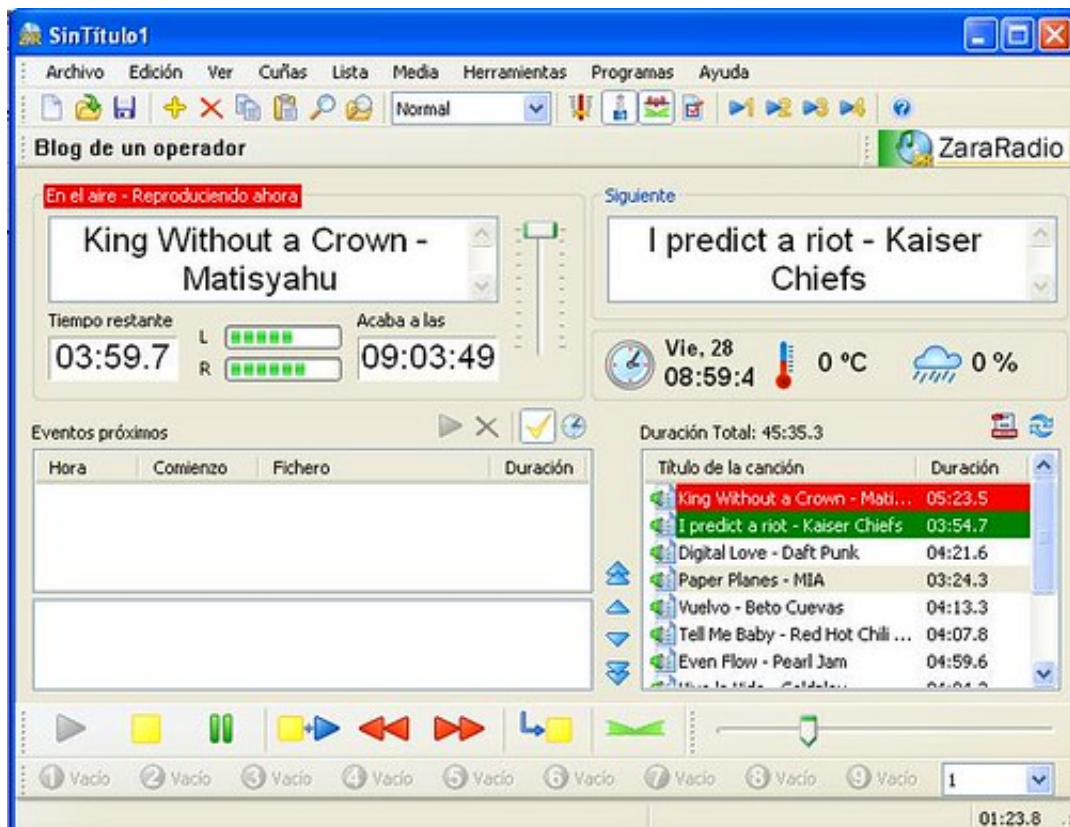 SinTítulo1
Archivo Edición Ver Cuñas Lista Media Herramientas Programas Ayuda
Normal 1 2 3 4
Blog de un operador
ZaraRadio
En el aire - Reproduciendo ahora
King Without a Crown -
Matisyahu
Tiempo restante
03:59.7
L
R
Acaba a las
09:03:49
Siguiente
I predict a riot - Kaiser
Chiefs
Vie, 28
08:59:4
0 ºC
0 %
Eventos próximos
Hora Comienzo Fichero Duración
Duración Total: 45:35.3
Título de la canción Duración
King Without a Crown - Mati... 05:23.5
I predict a riot - Kaiser Chiefs 03:54.7
Digital Love - Daft Punk 04:21.6
Paper Planes - MIA 03:24.3
Vuelvo - Beto Cuevas 04:13.3
Tell Me Baby - Red Hot Chili ... 04:07.8
Even Flow - Pearl Jam 04:59.6
1 Vacío 2 Vacío 3 Vacío 4 Vacío 5 Vacío 6 Vacío 7 Vacío 8 Vacío 9 Vacío 1
01:23.8